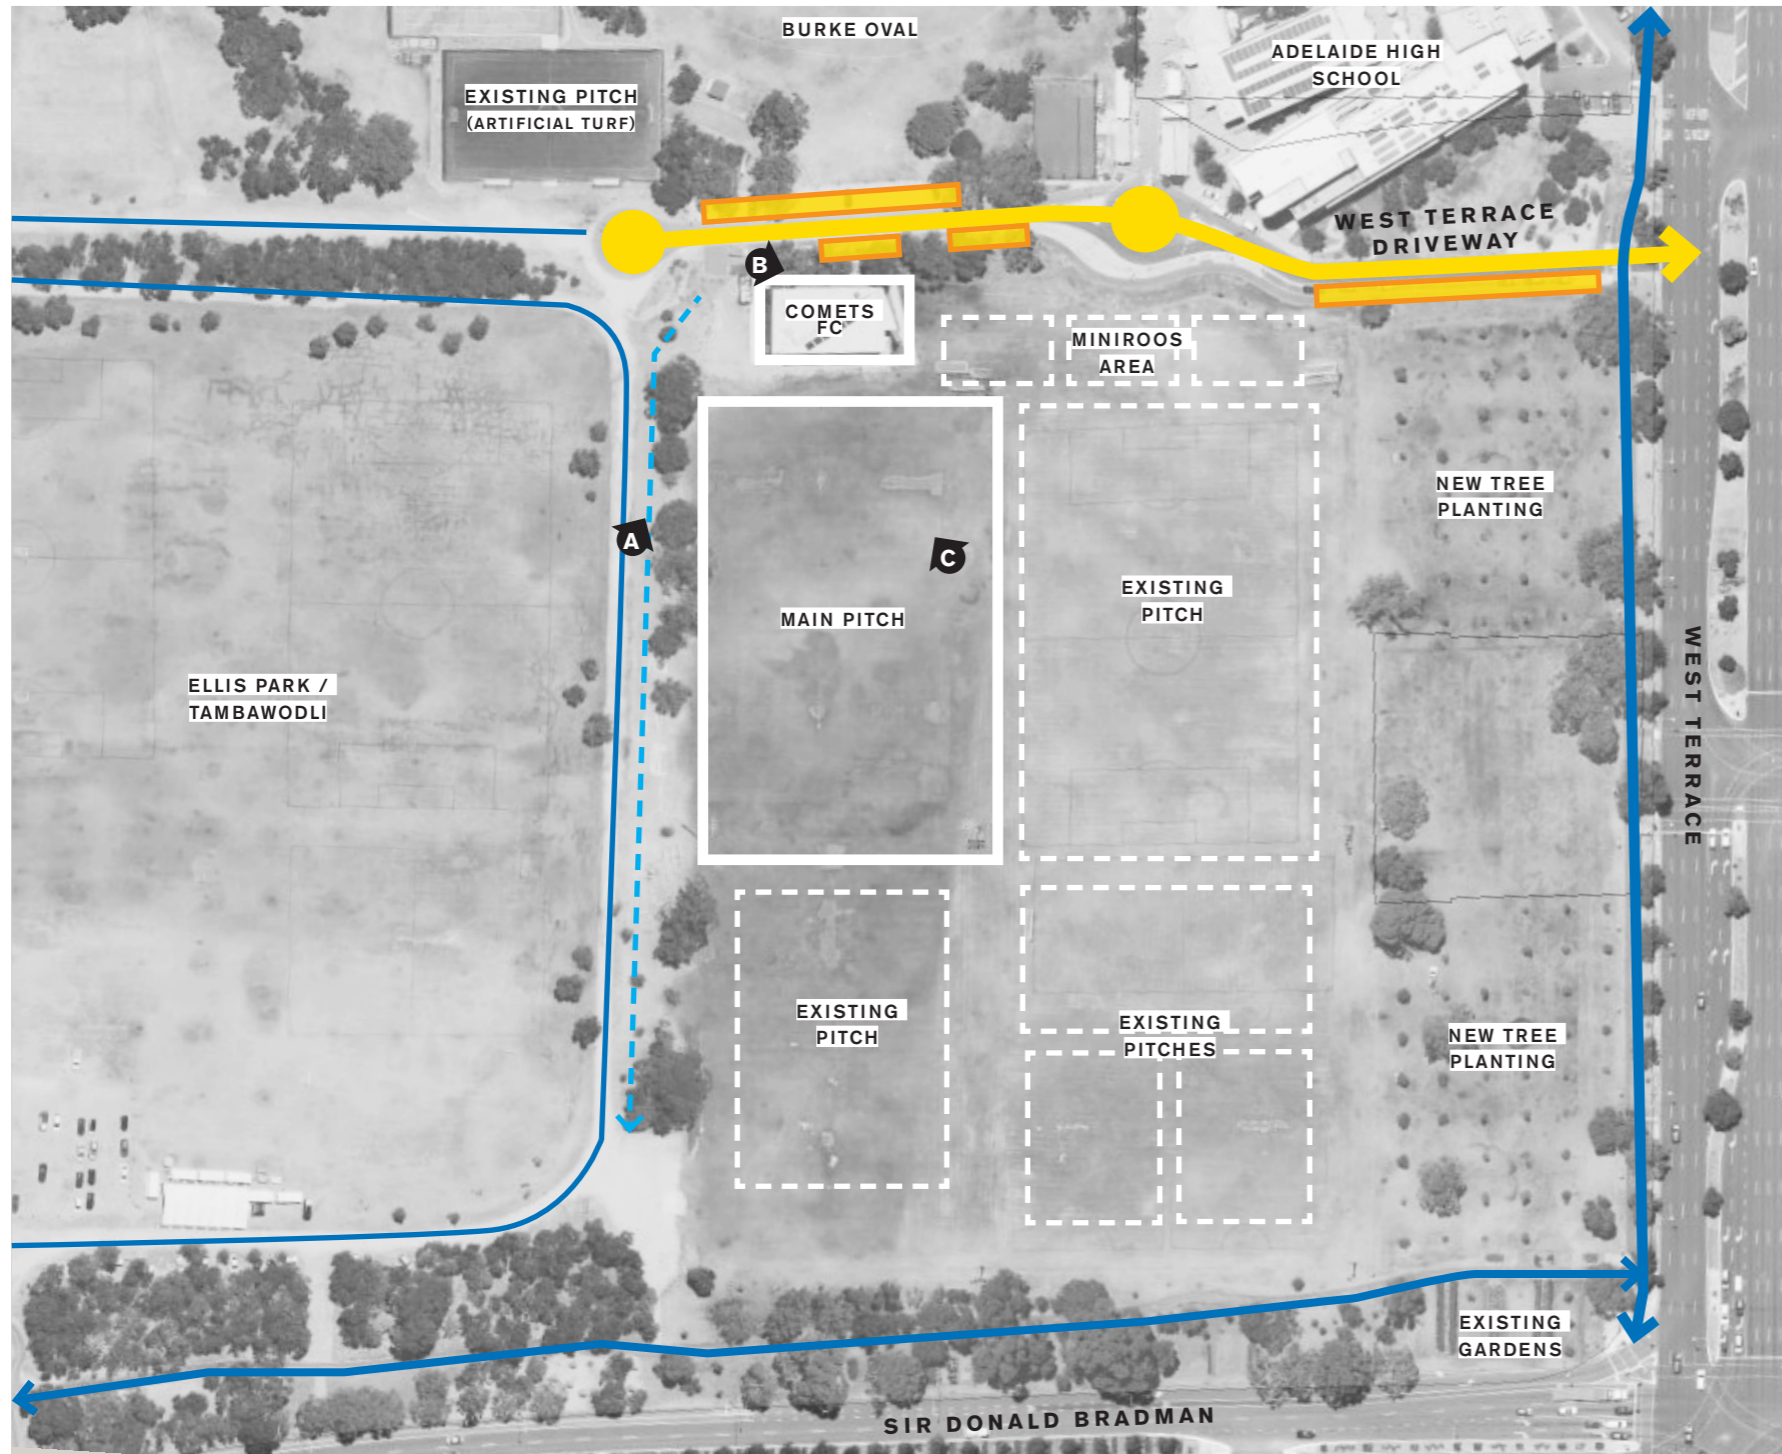 BURKE OVAL
ADELAIDE HIGH
SCHOOL
EXISTING PITCH
(ARTIFICIAL TURF)
WEST TERRACE
DRIVEWAY
B
COMETS
FC
MINIROOS
AREA
NEW TREE
PLANTING
A
C
MAIN PITCH
EXISTING
PITCH
WEST TERRACE
ELLIS PARK /
TAMBAWODLI
EXISTING
PITCH
EXISTING
PITCHES
NEW TREE
PLANTING
EXISTING
GARDENS
SIR DONALD BRADMAN